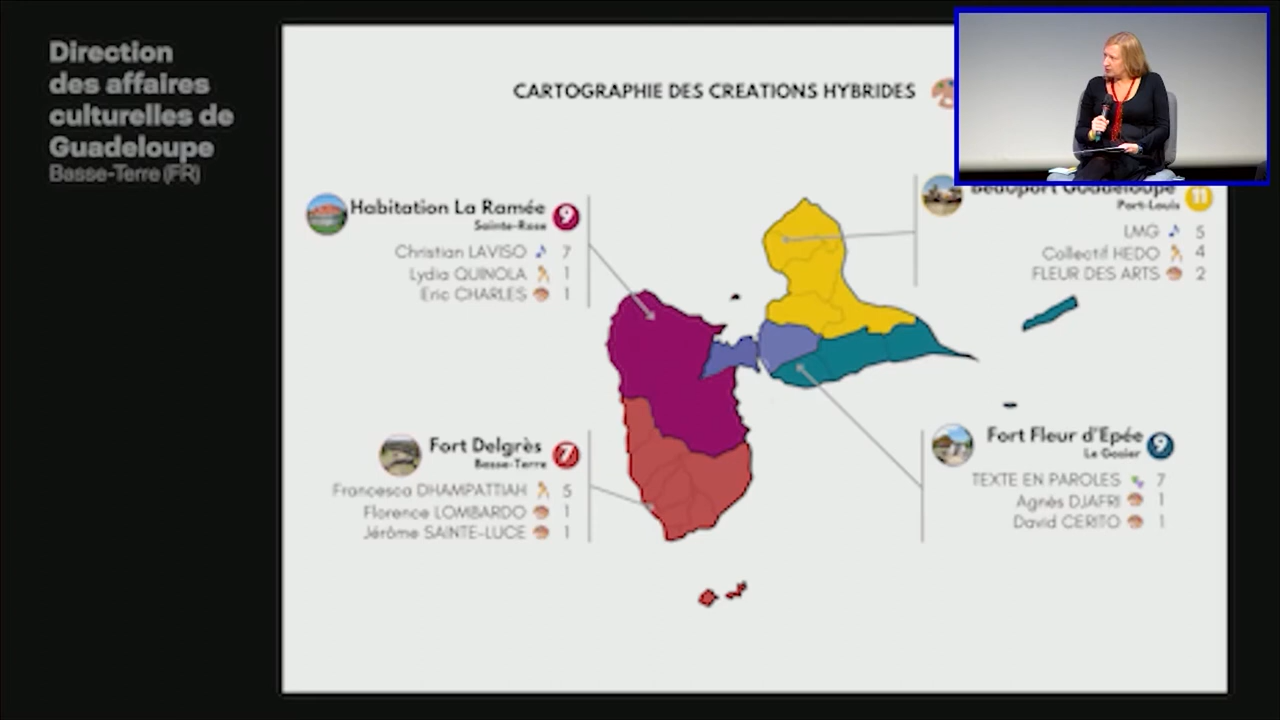 Direction
des affaires
culturelles de
Guadeloupe
Basse-Terre (FR)
CARTOGRAPHIE DES CREATIONS HYBRIDES
Habitation La Ramée 9
Sainte-Rose
Christian LAVISO 7
Lydia QUINOLA 1
Eric CHARLES 1
Beauport Guadeloupe 11
Port-Louis
LMG 5
Collectif HEDO 4
FLEUR DES ARTS 2
Fort Delgrès 7
Basse-Terre
Francesca DHAMPATTIAH 5
Florence LOMBARDO 1
Jérôme SAINTE-LUCE 1
Fort Fleur d'Epée 9
Le Gosier
TEXTE EN PAROLES 7
Agnès DJAFRI 1
David CERITO 1